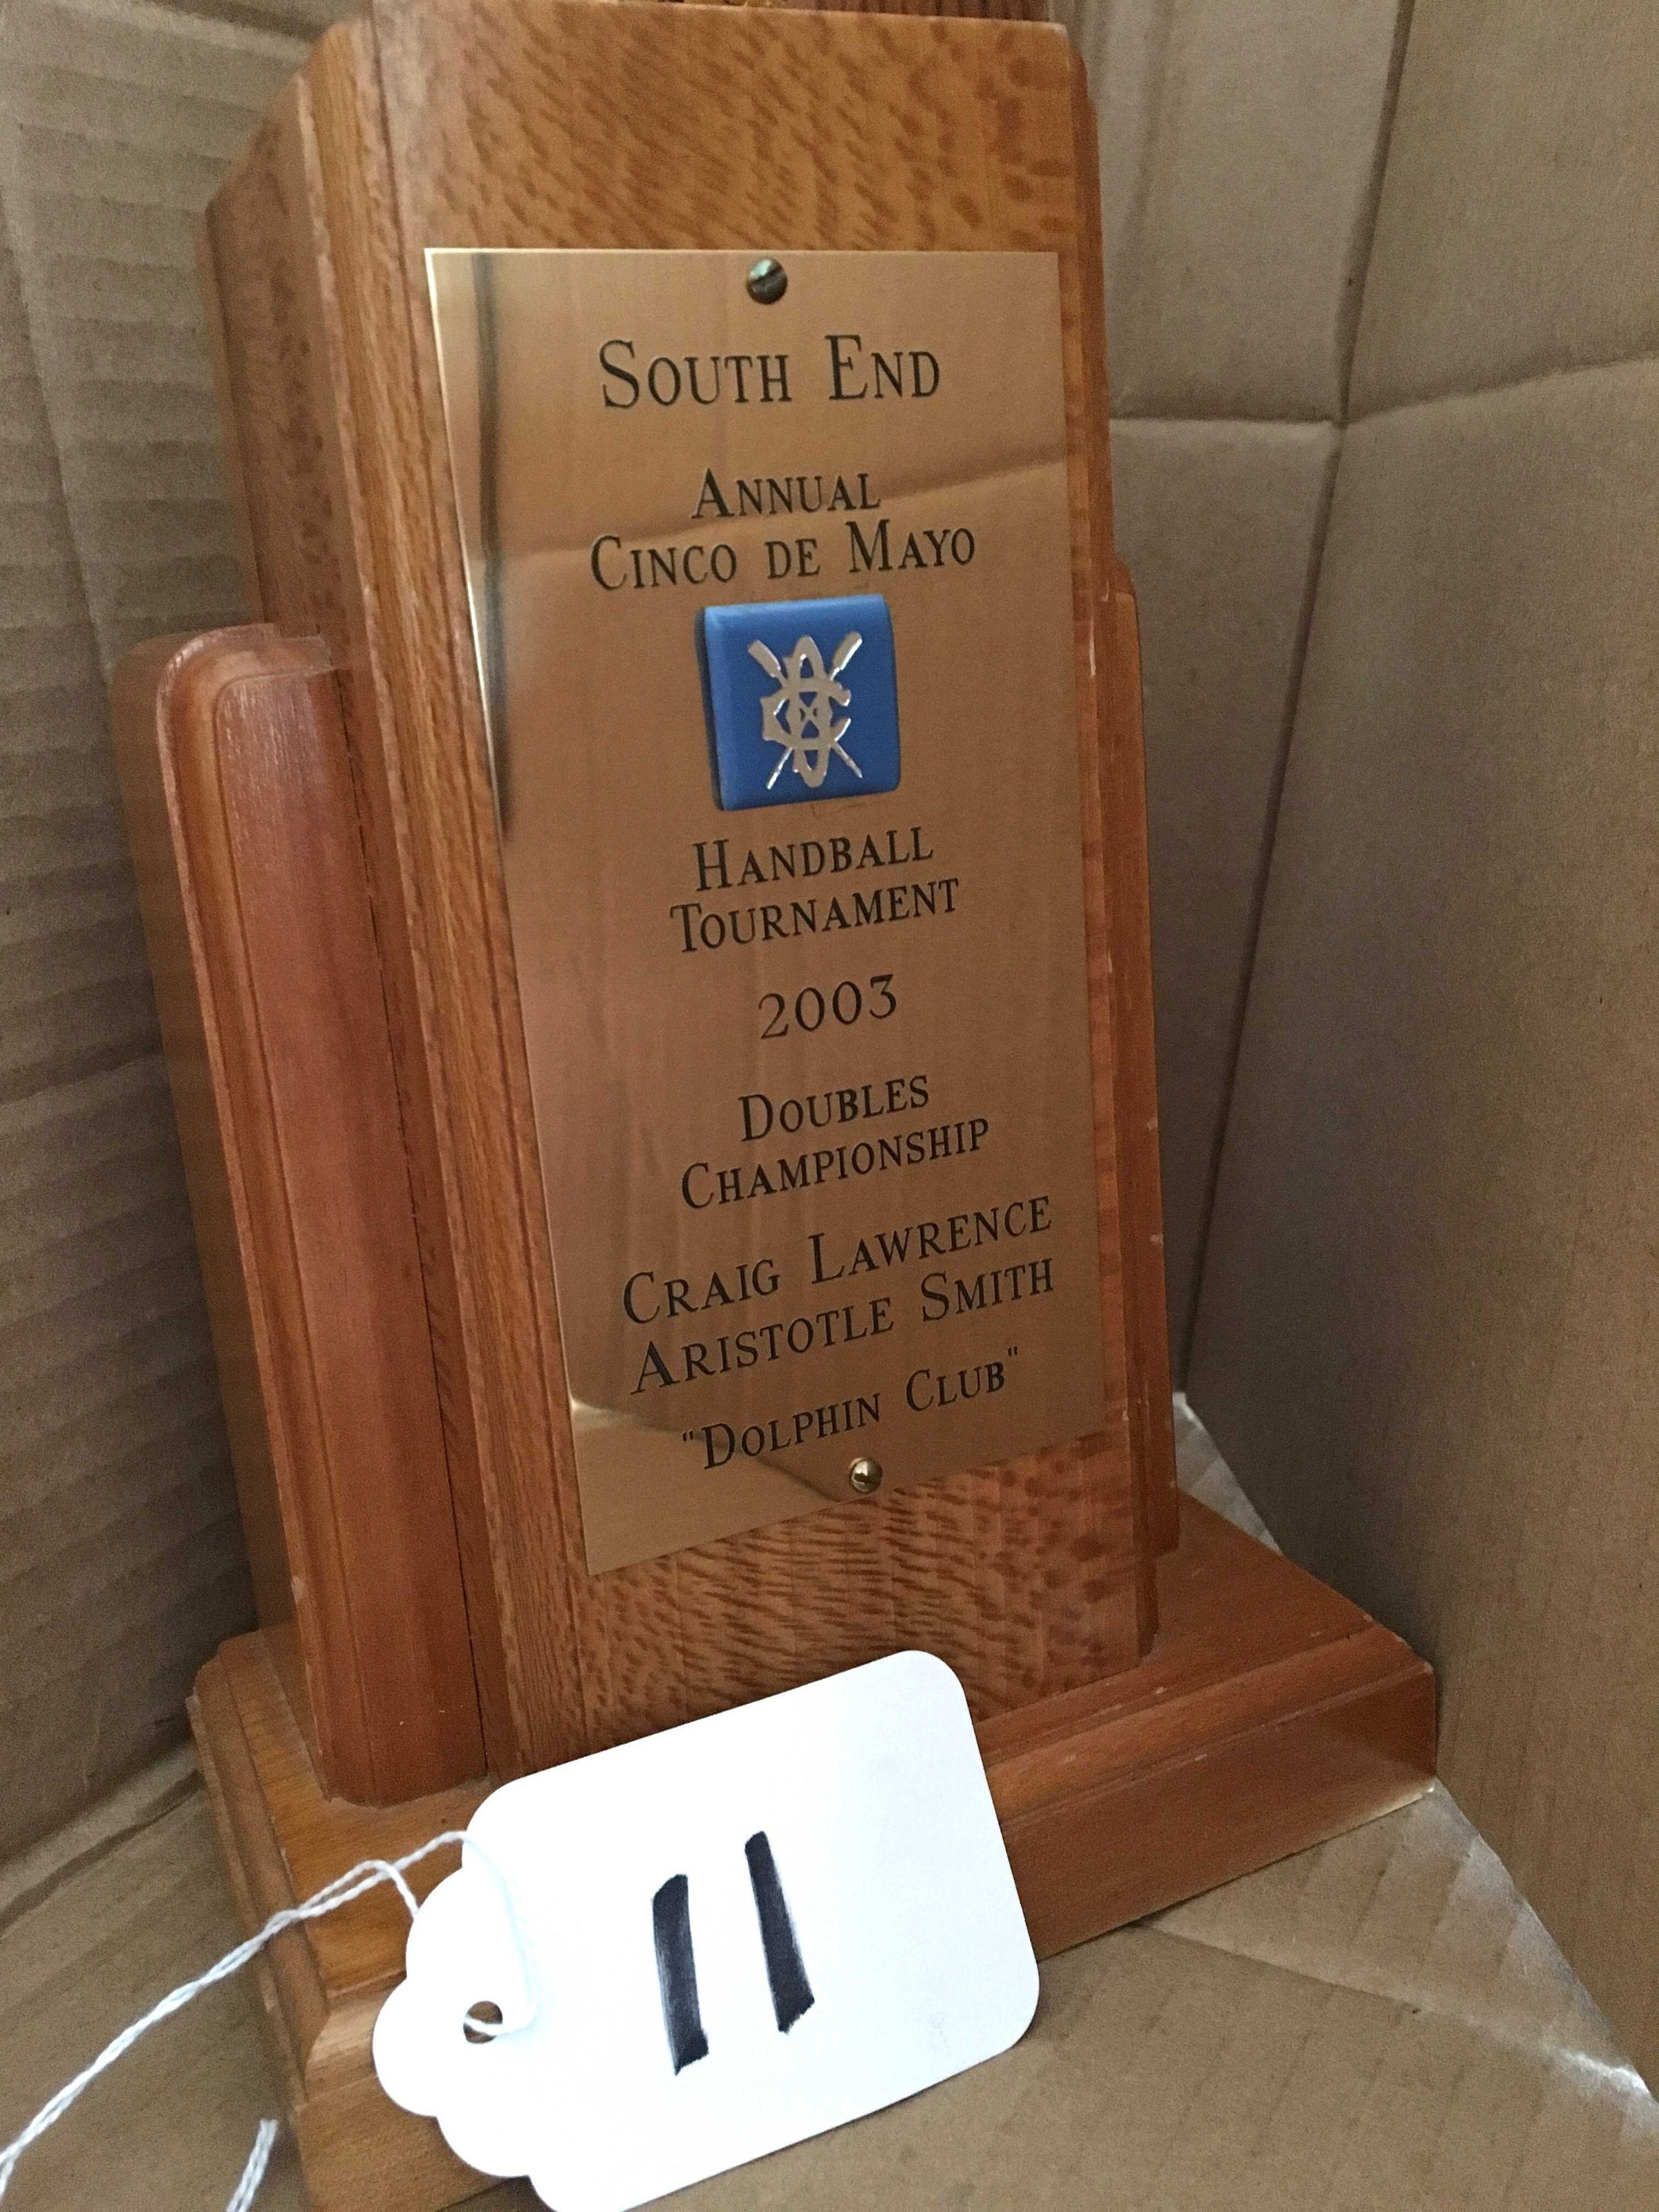 SOUTH END
ANNUAL
CINCO DE MAYO
HANDBALL
TOURNAMENT
2003
DOUBLES
CHAMPIONSHIP
CRAIG LAWRENCE
ARISTOTLE SMITH
"DOLPHIN CLUB"
11